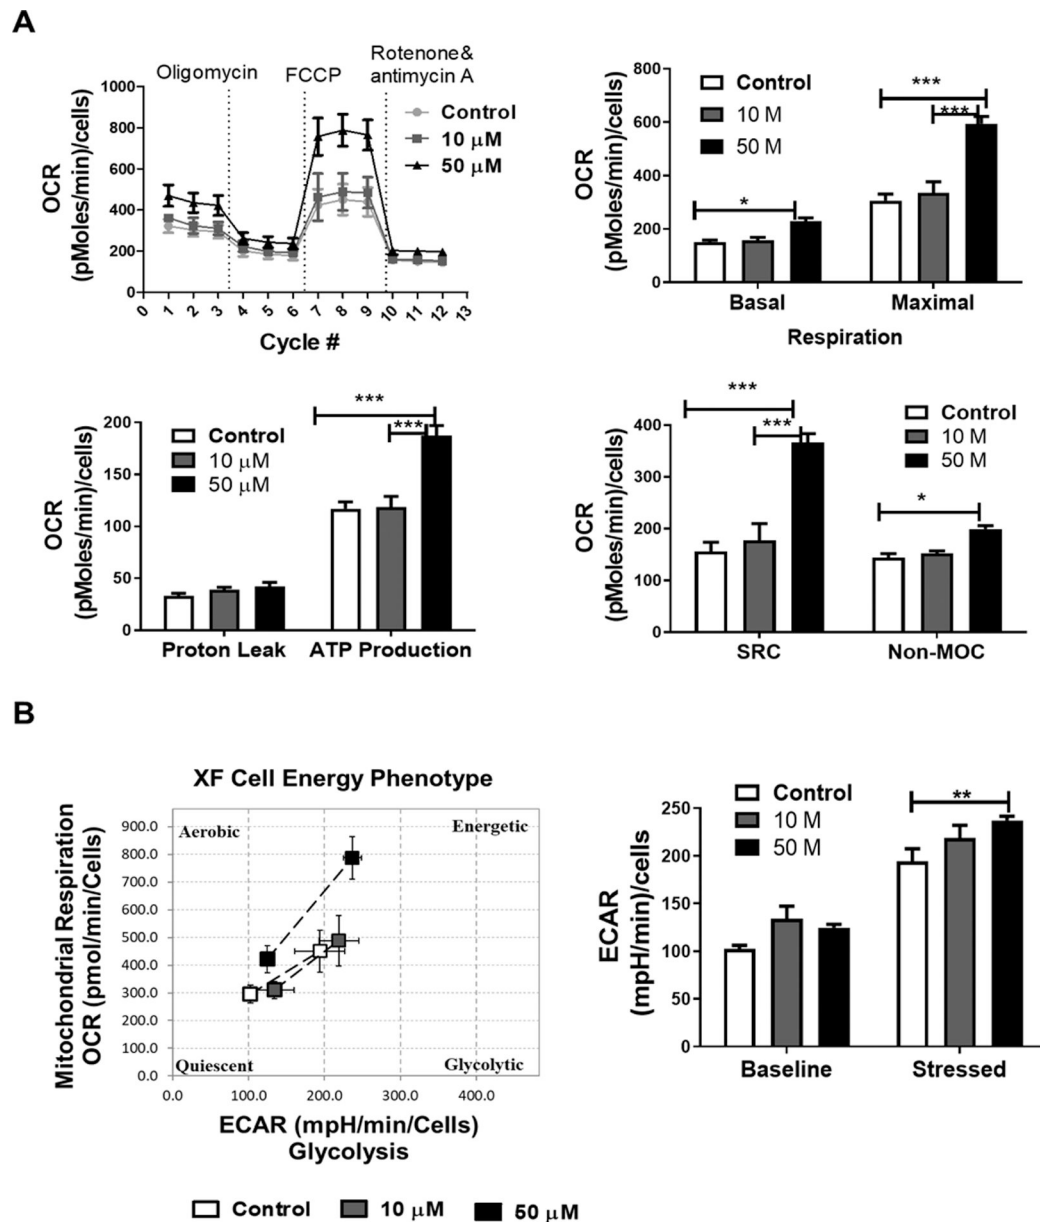 A
Oligomycin
FCCP
Rotenone&
antimycin A
OCR
(pMoles/min)/cells)
1000
800
600
400
200
0
Control
10 μM
50 μM
0 1 2 3 4 5 6 7 8 9 10 11 12 13
Cycle #
OCR
(pMoles/min)/cells)
800
600
400
200
0
Control
10 M
50 M
*
***
***
Basal Maximal
Respiration
OCR
(pMoles/min)/cells)
200
150
100
50
0
Control
10 μM
50 μM
***
***
Proton Leak ATP Production
OCR
(pMoles/min)/cells)
400
300
200
100
0
***
***
*
Control
10 M
50 M
SRC Non-MOC
B
XF Cell Energy Phenotype
Mitochondrial Respiration
OCR (pmol/min/Cells)
900.0
800.0
700.0
600.0
500.0
400.0
300.0
200.0
100.0
0.0
Aerobic Energetic
Quiescent Glycolytic
0.0 100.0 200.0 300.0 400.0
ECAR (mpH/min/Cells)
Glycolysis
Control 10 μM 50 μM
ECAR
(mpH/min)/cells)
250
200
150
100
50
0
Control
10 M
50 M
**
Baseline Stressed